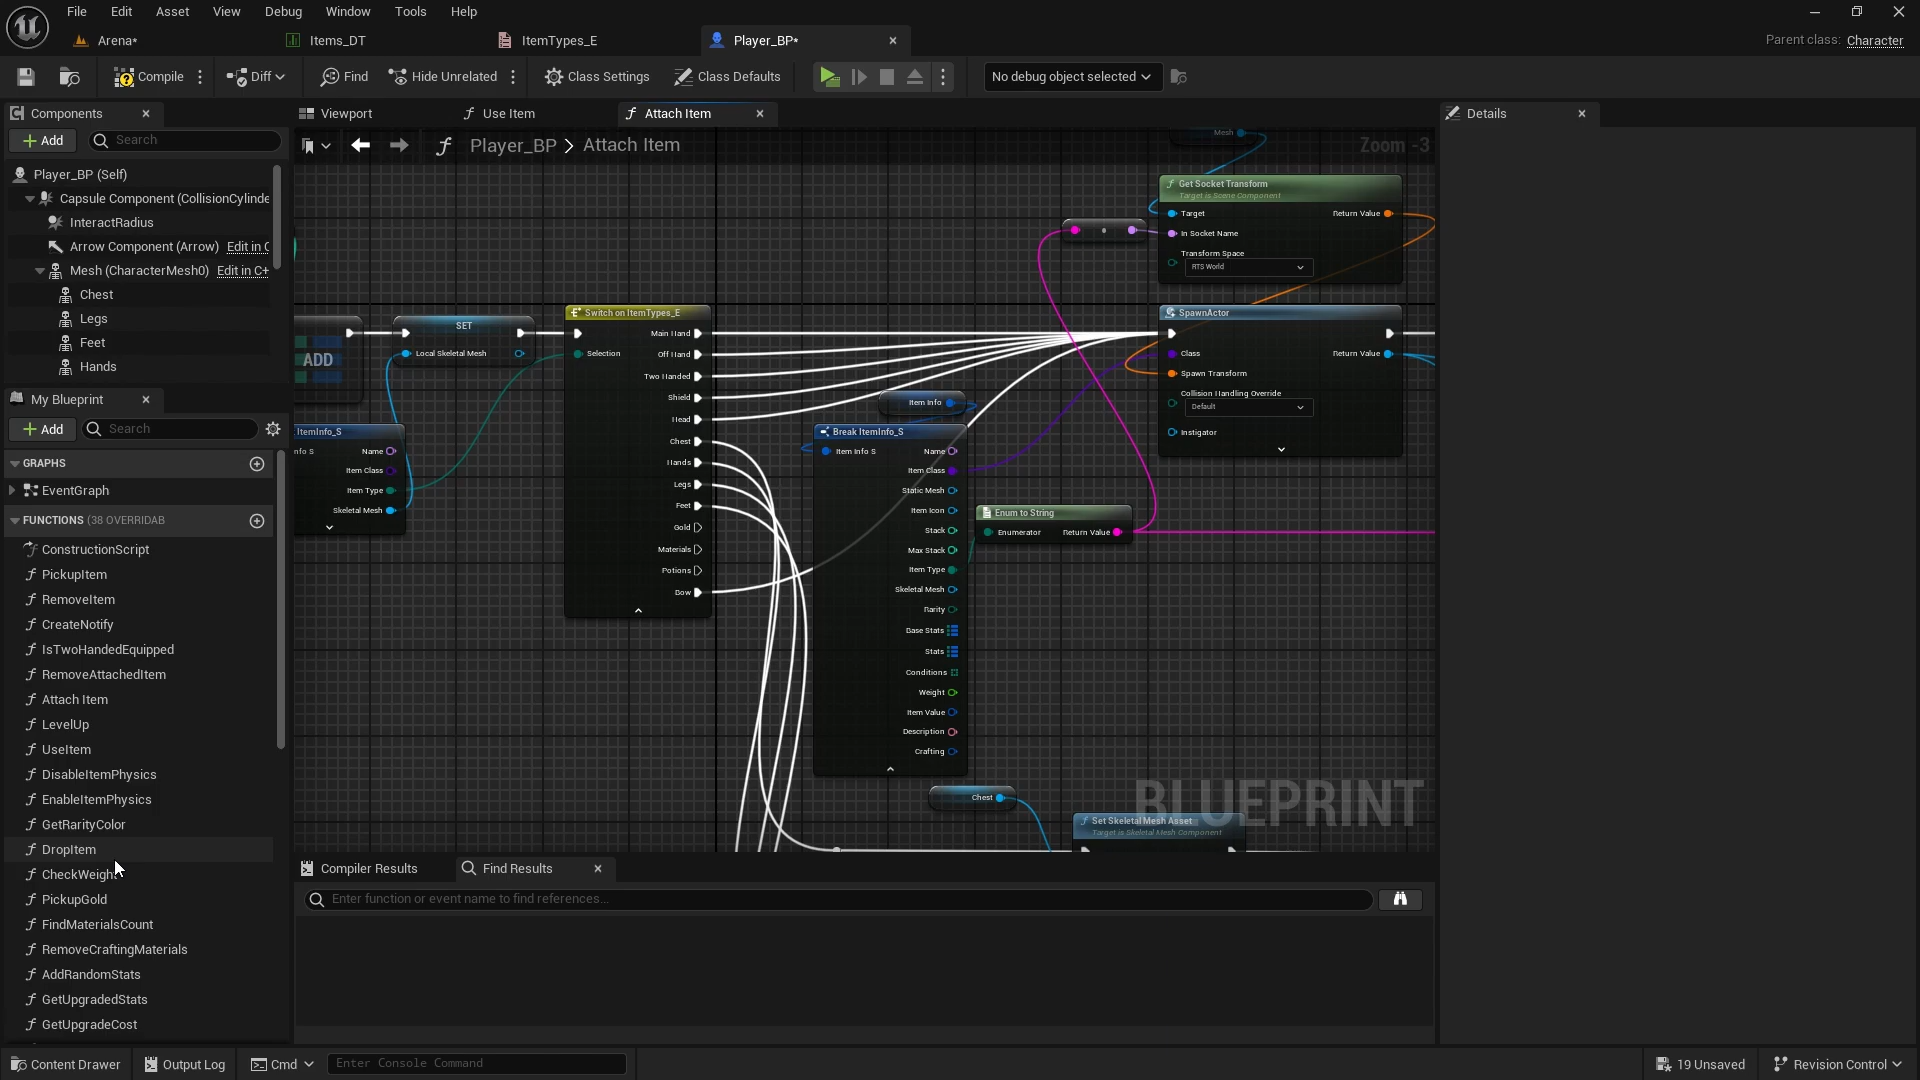 File Edit Asset View Debug Window Tools Help
Arena* Items_DT ItemTypes_E Player_BP* Parent class: Character
Compile Diff Find Hide Unrelated Class Settings Class Defaults No debug object selected
Components
Viewport Use Item Attach Item
Details
Add Search
Player_BP > Attach Item
Zoom -3
Player_BP (Self)
Capsule Component (CollisionCylinde
InteractRadius
Arrow Component (Arrow) Edit in C
Mesh (CharacterMesh0) Edit in C+
Chest
Legs
Feet
Hands
My Blueprint
Add Search
GRAPHS
EventGraph
FUNCTIONS (38 OVERRIDAB
ConstructionScript
PickupItem
RemoveItem
CreateNotify
IsTwoHandedEquipped
RemoveAttachedItem
Attach Item
LevelUp
UseItem
DisableItemPhysics
EnableItemPhysics
GetRarityColor
DropItem
CheckWeight
PickupGold
FindMaterialsCount
RemoveCraftingMaterials
AddRandomStats
GetUpgradedStats
GetUpgradeCost
Mesh
Get Socket Transform
Target is Scene Component
Target Return Value
In Socket Name
Transform Space
RTS World
ADD
SET
Local Skeletal Mesh
Switch on ItemTypes_E
Selection
Main Hand
Off Hand
Two Handed
Shield
Head
Chest
Hands
Legs
Feet
Gold
Materials
Potions
Bow
SpawnActor
Class Return Value
Spawn Transform
Collision Handling Override
Default
Instigator
ItemInfo_S
nfo S Name
Item Class
Item Type
Skeletal Mesh
Item Info
Break ItemInfo_S
Item Info S Name
Item Class
Static Mesh
Item Icon
Stack
Max Stack
Item Type
Skeletal Mesh
Rarity
Base Stats
Stats
Conditions
Weight
Item Value
Description
Crafting
Enum to String
Enumerator Return Value
Chest
Set Skeletal Mesh Asset
Target is Skeletal Mesh Component
BLUEPRINT
Compiler Results Find Results
Enter function or event name to find references...
Content Drawer Output Log Cmd Enter Console Command 19 Unsaved Revision Control